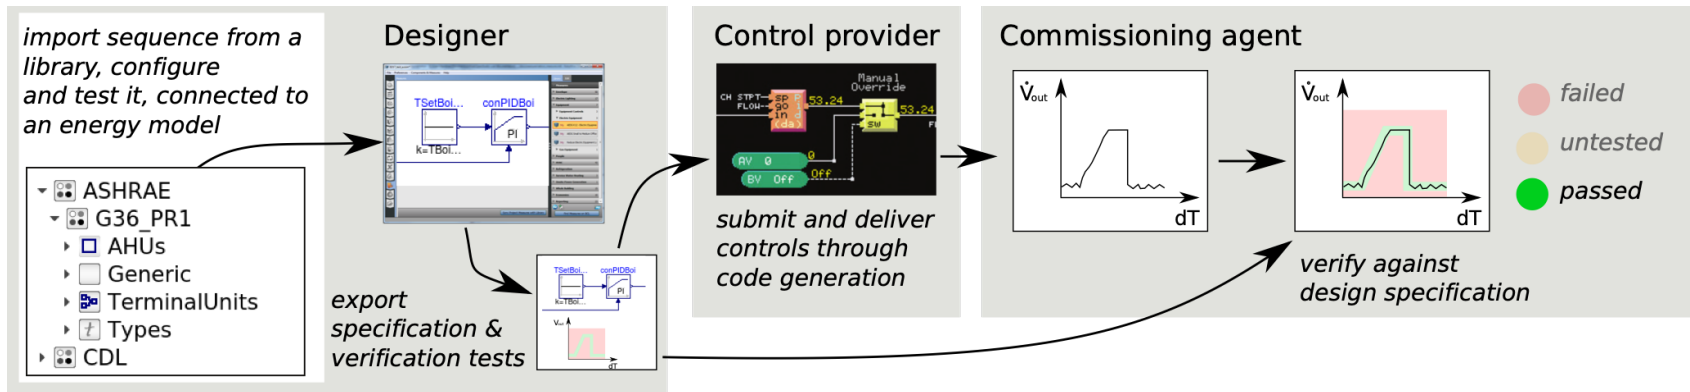 import sequence from a
library, configure
and test it, connected to
an energy model
ASHRAE
G36_PR1
AHUs
Generic
TerminalUnits
Types
CDL
Designer
TSetBoi...
conPIDBoi
PI
k=TBoi...
export
specification &
verification tests
TSetBoi...
conPIDBoi
PI
k=TBoi...
V̇out
dT
Control provider
Manual
Override
CH STPT
FLOW
sp
go
in
(da)
53.24
sw
53.24
AV 0
0
BV Off
Off
submit and deliver
controls through
code generation
Commissioning agent
V̇out
dT
V̇out
dT
failed
untested
passed
verify against
design specification